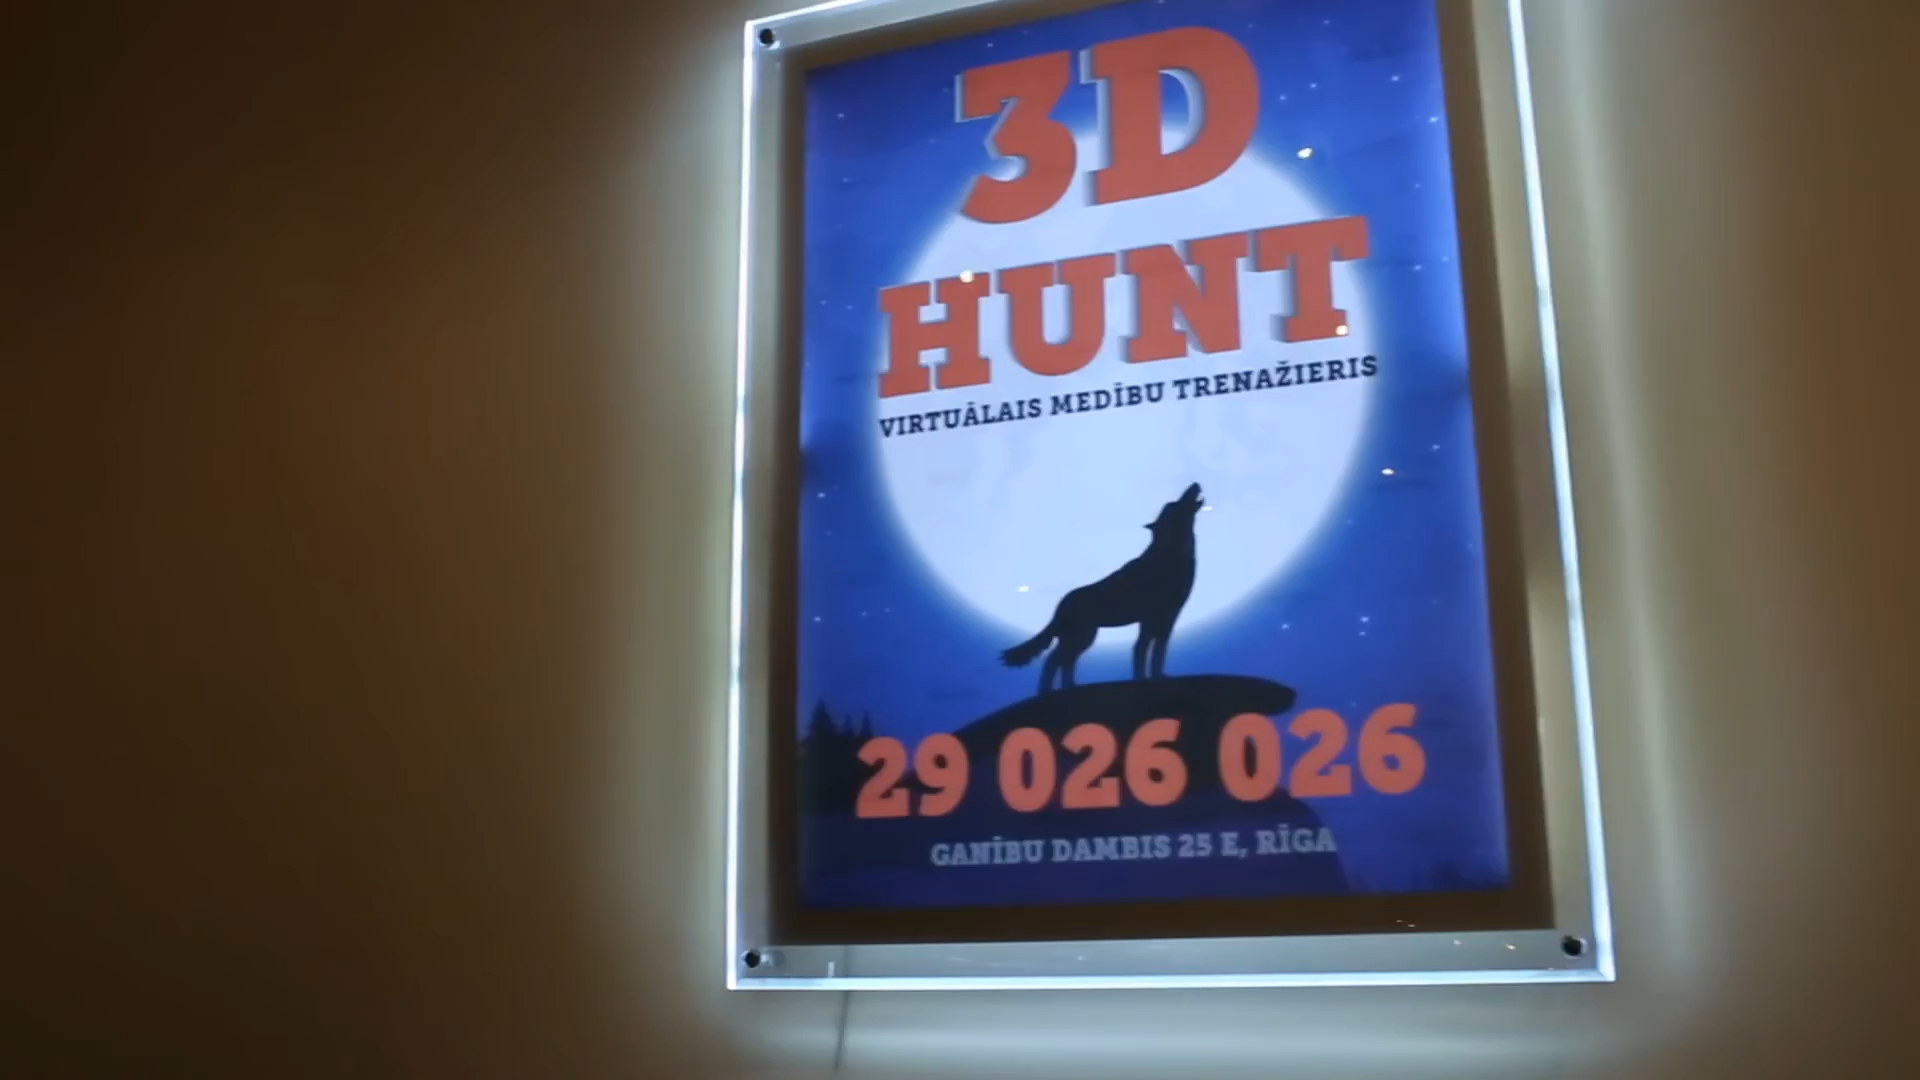 3D
HUNT
VIRTUĀLAIS MEDĪBU TRENAŽIERIS
29 026 026
GANĪBU DAMBIS 25 E, RĪGA